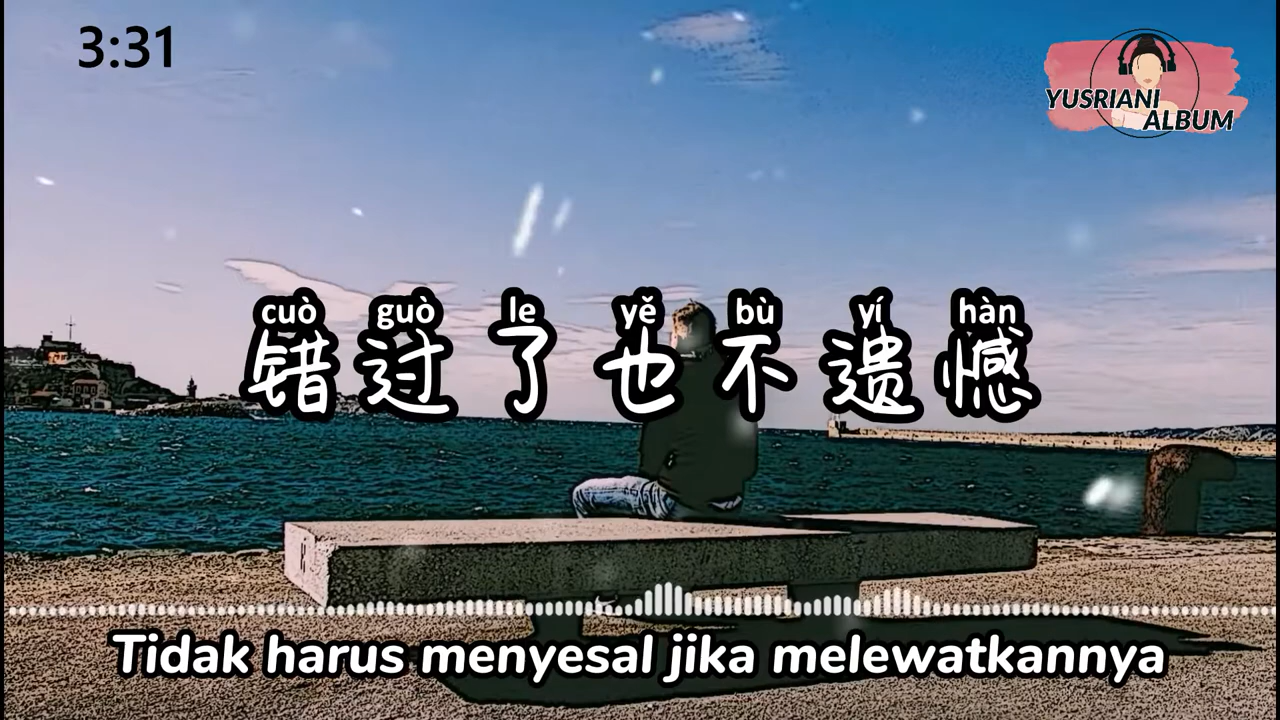 3:31
YUSRIANI
ALBUM
cuò guò le yě bù yí hàn
错过了也不遗憾
Tidak harus menyesal jika melewatkannya